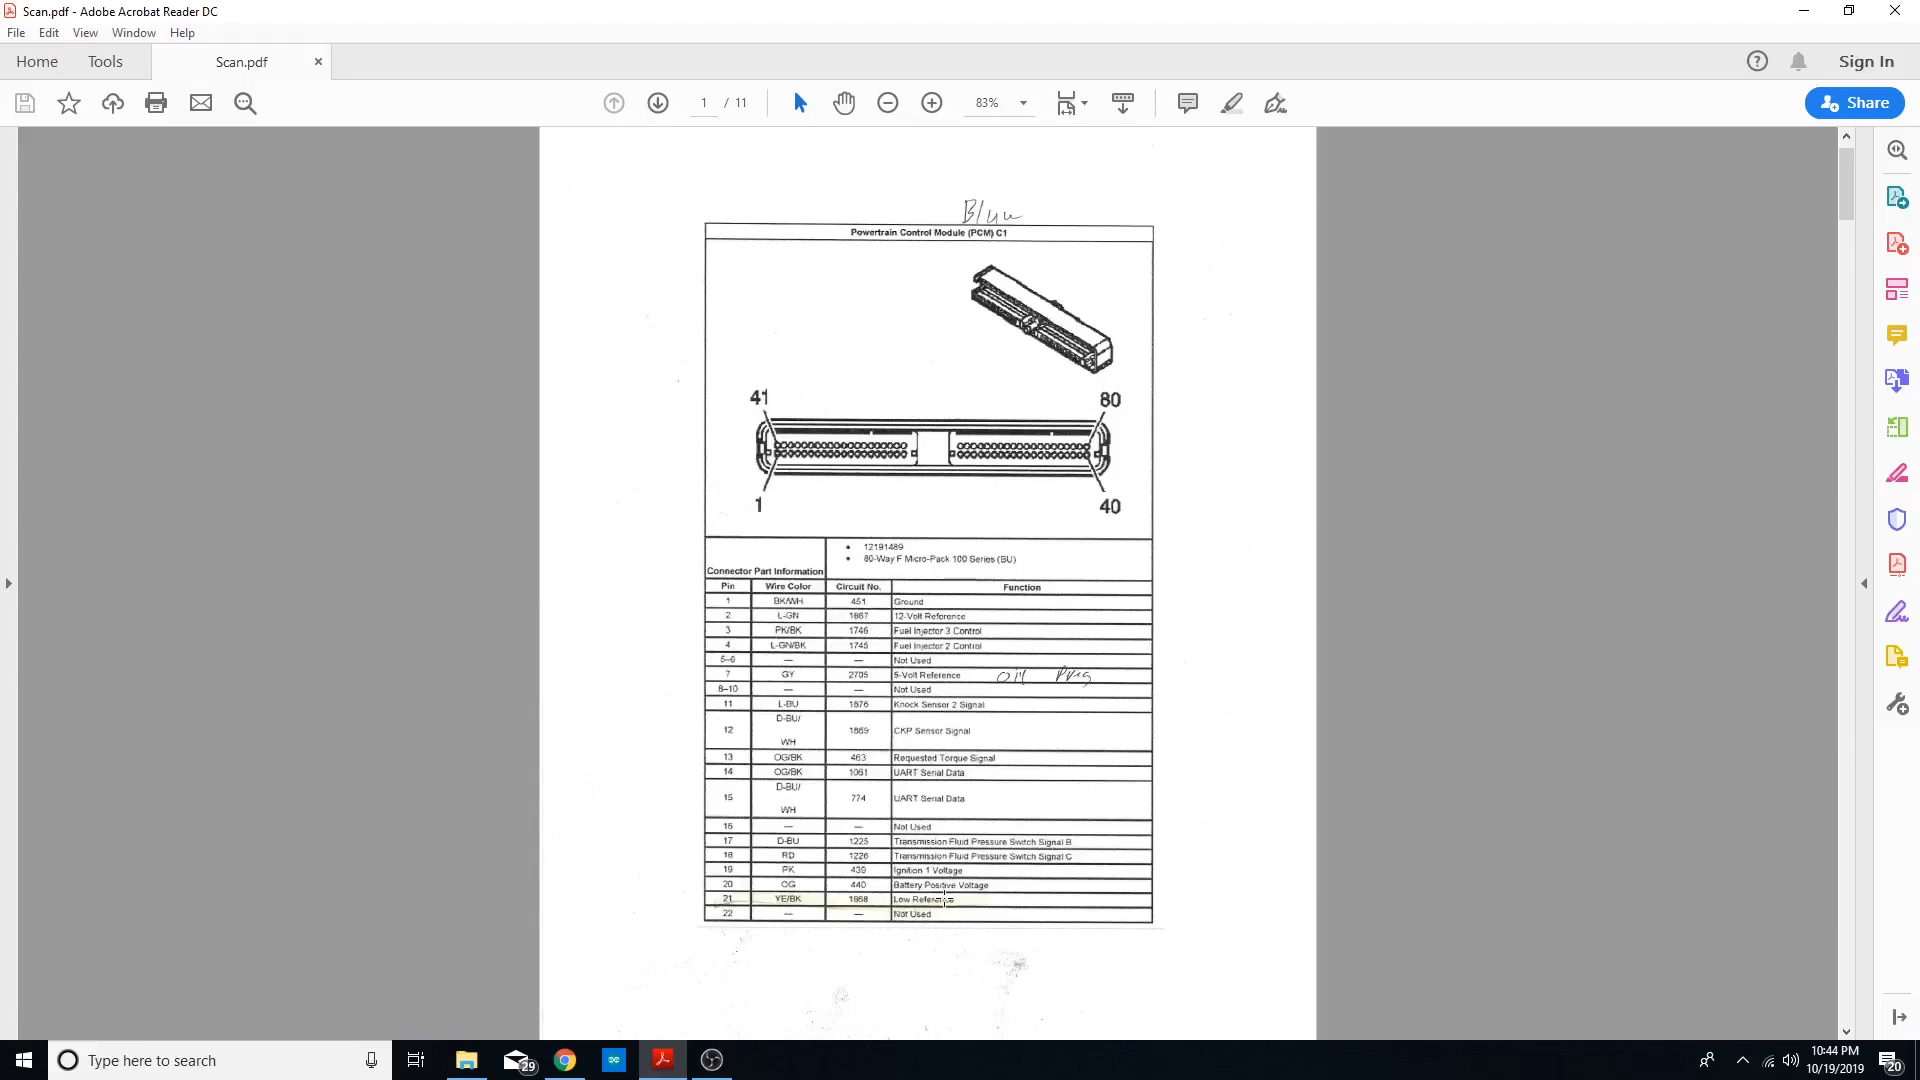 Scan.pdf - Adobe Acrobat Reader DC
File Edit View Window Help
Home Tools Scan.pdf × Sign In
1 / 11 83% Share
Blue
Powertrain Control Module (PCM) C1
41 80
1 40
Connector Part Information
• 12191489
• 80-Way F Micro-Pack 100 Series (BU)
Pin Wire Color Circuit No. Function
1 BK/WH 451 Ground
2 L-GN 1867 12-Volt Reference
3 PK/BK 1746 Fuel Injector 3 Control
4 L-GN/BK 1745 Fuel Injector 2 Control
5–6 — — Not Used
7 GY 2705 5-Volt Reference oil Pres
8–10 — — Not Used
11 L-BU 1876 Knock Sensor 2 Signal
12 D-BU/WH 1869 CKP Sensor Signal
13 OG/BK 463 Requested Torque Signal
14 OG/BK 1061 UART Serial Data
15 D-BU/WH 774 UART Serial Data
16 — — Not Used
17 D-BU 1225 Transmission Fluid Pressure Switch Signal B
18 RD 1226 Transmission Fluid Pressure Switch Signal C
19 PK 439 Ignition 1 Voltage
20 OG 440 Battery Positive Voltage
21 YE/BK 1868 Low Reference
22 — — Not Used
Type here to search 29 10:44 PM
10/19/2019 20